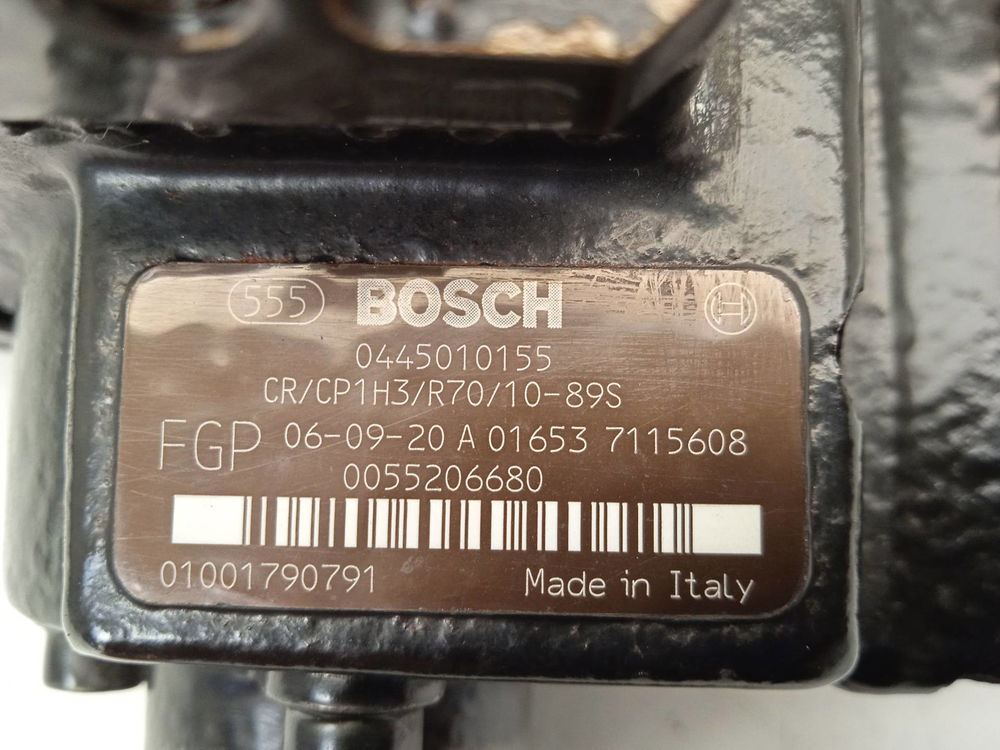 555 BOSCH
0445010155
CR/CP1H3/R70/10-89S
FGP 06-09-20 A 01653 7115608
0055206680
01001790791 Made in Italy